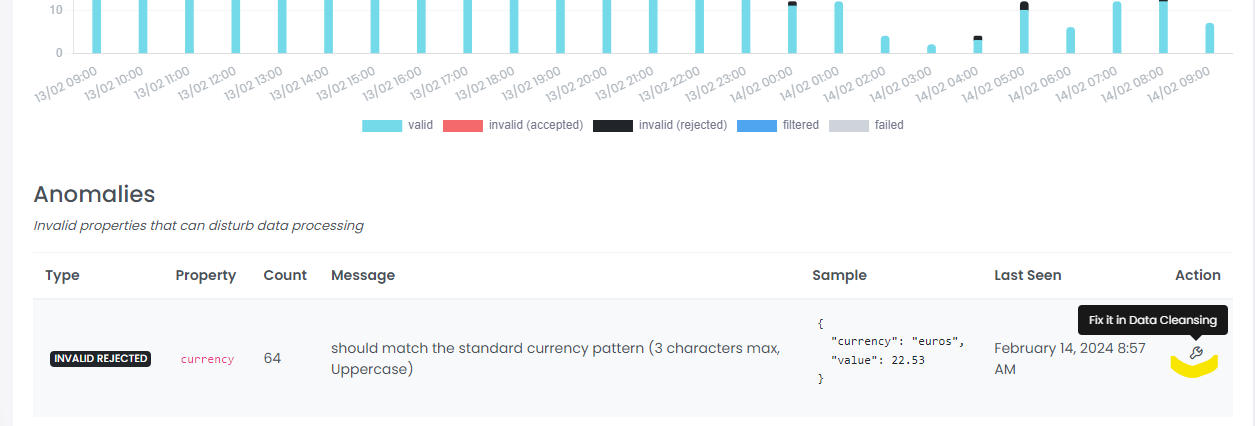 10
0
13/02 09:00 13/02 10:00 13/02 11:00 13/02 12:00 13/02 13:00 13/02 14:00 13/02 15:00 13/02 16:00 13/02 17:00 13/02 18:00 13/02 19:00 13/02 20:00 13/02 21:00 13/02 22:00 13/02 23:00 14/02 00:00 14/02 01:00 14/02 02:00 14/02 03:00 14/02 04:00 14/02 05:00 14/02 06:00 14/02 07:00 14/02 08:00 14/02 09:00
valid invalid (accepted) invalid (rejected) filtered failed
Anomalies
Invalid properties that can disturb data processing
Type Property Count Message Sample Last Seen Action
Fix it in Data Cleansing
INVALID REJECTED
currency
64
should match the standard currency pattern (3 characters max,
Uppercase)
{
"currency": "euros",
"value": 22.53
}
February 14, 2024 8:57
AM